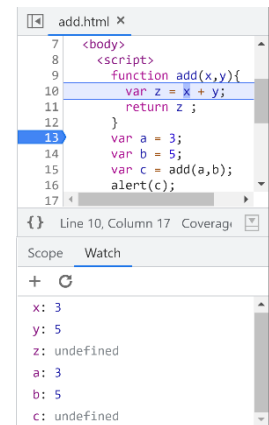 add.html ×
7 <body>
8 <script>
9 function add(x,y){
10 var z = x + y;
11 return z ;
12 }
13 var a = 3;
14 var b = 5;
15 var c = add(a,b);
16 alert(c);
17
{} Line 10, Column 17 Coverag
Scope Watch
+
x: 3
y: 5
z: undefined
a: 3
b: 5
c: undefined